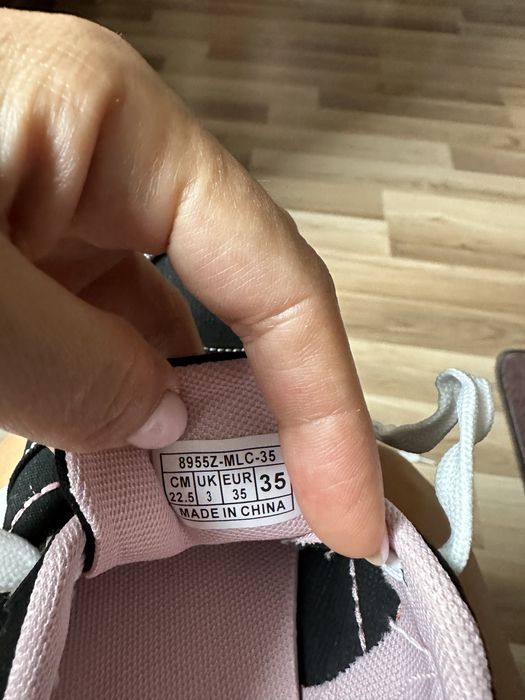 8955Z-MLC-35
CM UK EUR 35
22.5 3 35
MADE IN CHINA